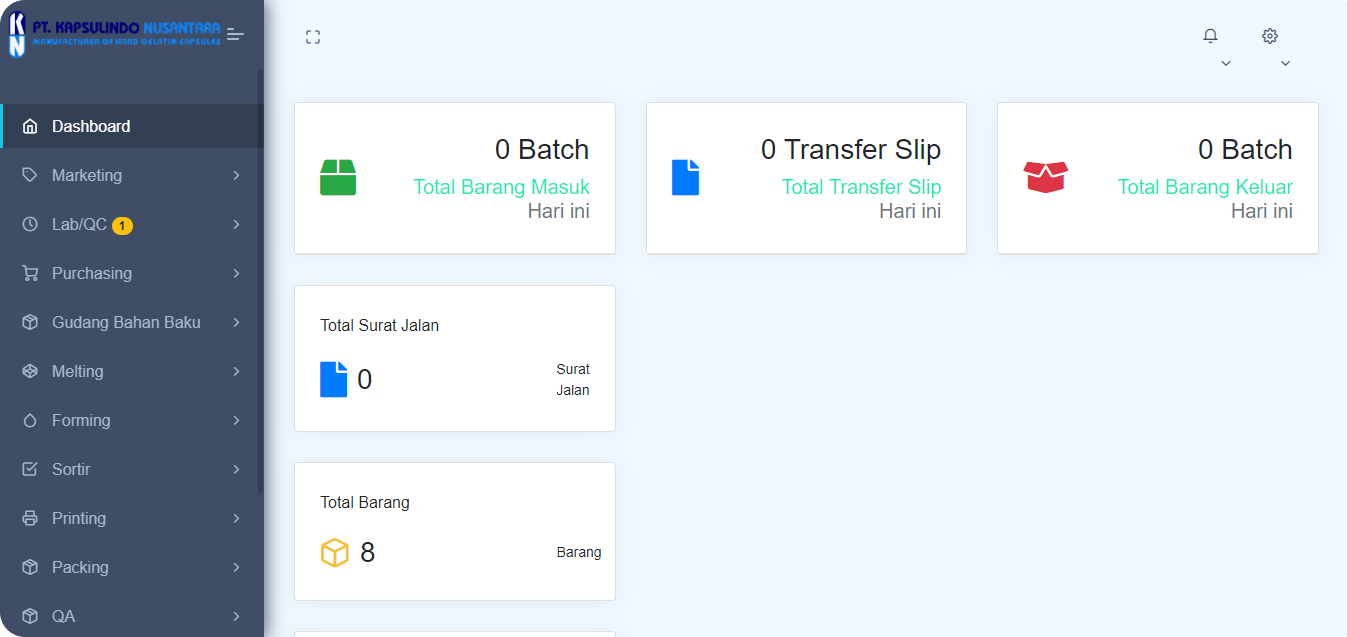 PT. KAPSULINDO NUSANTARA
MANUFACTURER OF HARD GELATIN CAPSULES
KN
Dashboard
Marketing
Lab/QC 1
Purchasing
Gudang Bahan Baku
Melting
Forming
Sortir
Printing
Packing
QA
0 Batch
Total Barang Masuk
Hari ini
0 Transfer Slip
Total Transfer Slip
Hari ini
0 Batch
Total Barang Keluar
Hari ini
Total Surat Jalan
0
Surat
Jalan
Total Barang
8
Barang